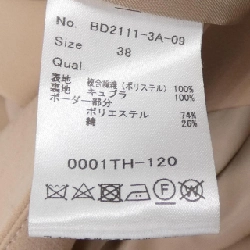 No. BD2111-3A-09
Size 38
Qual
表地 複合繊維(ポリエステル) 100%
裏地 キュプラ 100%
ボーダー部分
ポリエステル 74%
綿 26%
0001TH-120